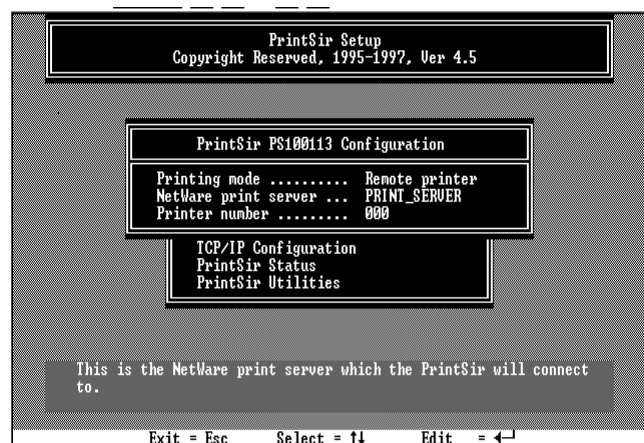 PrintSir Setup
Copyright Reserved, 1995-1997, Ver 4.5
PrintSir PS100113 Configuration
Printing mode .......... Remote printer
NetWare print server ... PRINT_SERVER
Printer number ......... 000
TCP/IP Configuration
PrintSir Status
PrintSir Utilities
This is the NetWare print server which the PrintSir will connect
to.
Exit = Esc Select = ↑↓ Edit = ↵